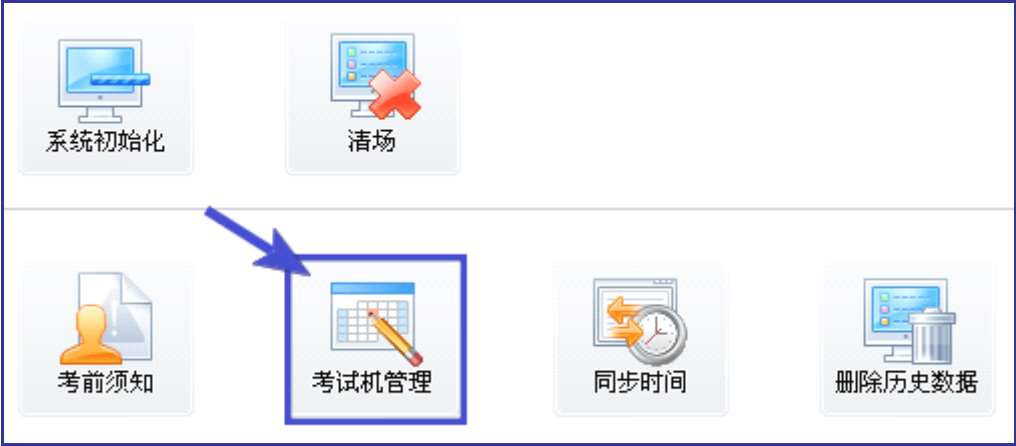 系统初始化
清场
考前须知
考试机管理
同步时间
删除历史数据